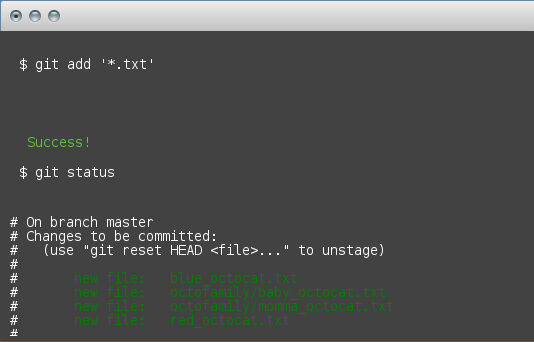 $ git add '*.txt'
Success!
$ git status
# On branch master
# Changes to be committed:
#   (use "git reset HEAD <file>..." to unstage)
#
#       new file:   blue_octocat.txt
#       new file:   octofamily/baby_octocat.txt
#       new file:   octofamily/momma_octocat.txt
#       new file:   red_octocat.txt
#